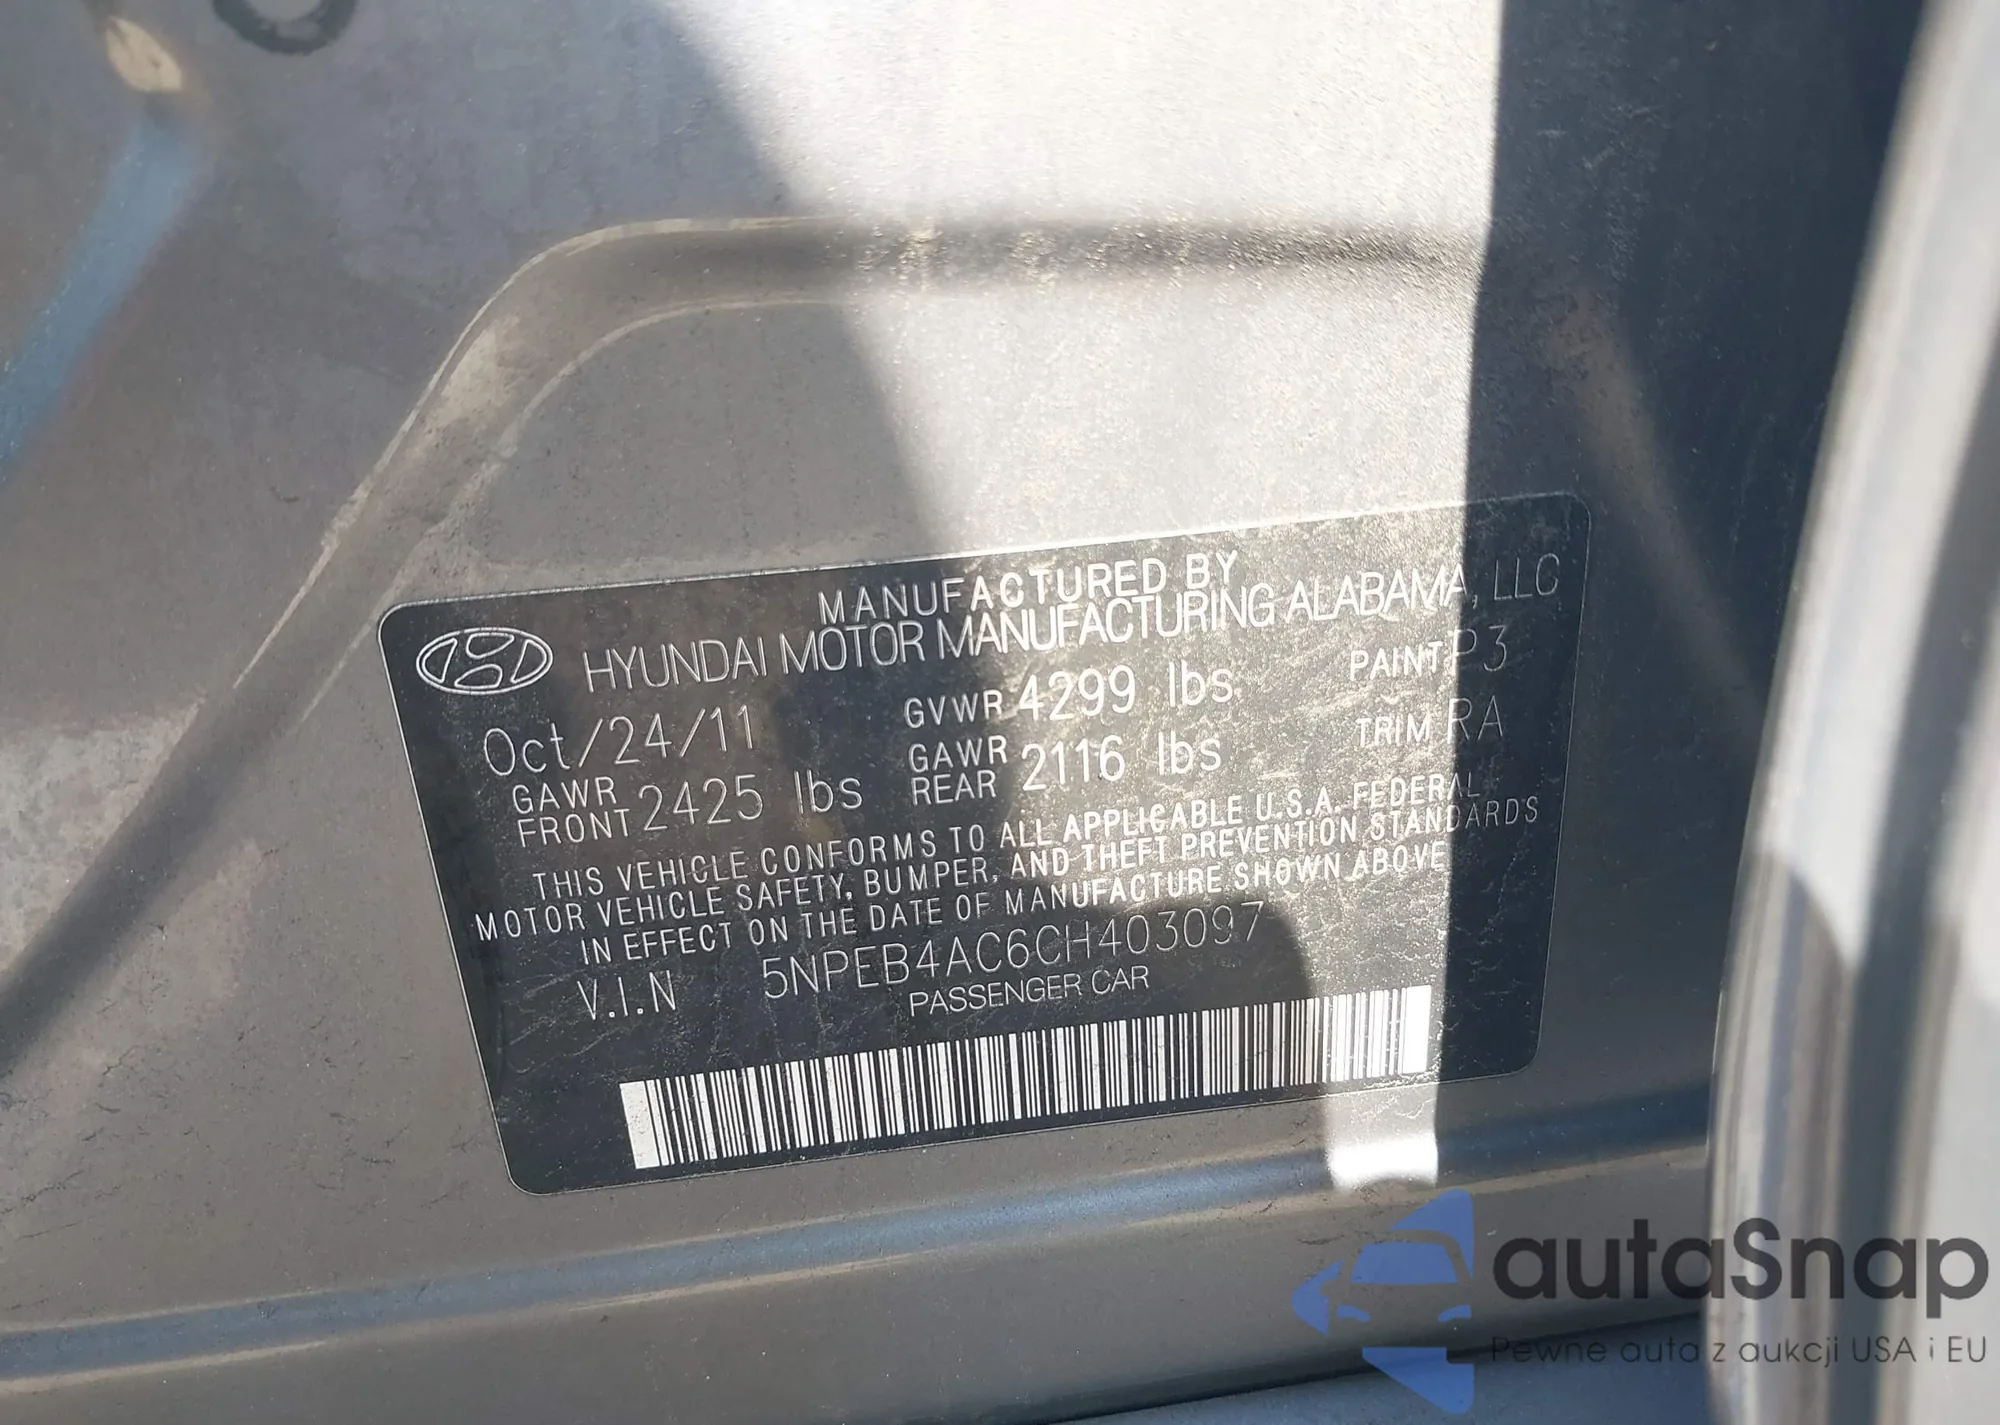 MANUFACTURED BY
HYUNDAI MOTOR MANUFACTURING ALABAMA, LLC
Oct/24/11 GVWR 4299 lbs PAINT P3
GAWR FRONT 2425 lbs GAWR REAR 2116 lbs TRIM RA
THIS VEHICLE CONFORMS TO ALL APPLICABLE U.S.A. FEDERAL
MOTOR VEHICLE SAFETY, BUMPER, AND THEFT PREVENTION STANDARDS
IN EFFECT ON THE DATE OF MANUFACTURE SHOWN ABOVE
V.I.N 5NPEB4AC6CH403097
PASSENGER CAR
autaSnap
Pewne auta z aukcji USA i EU